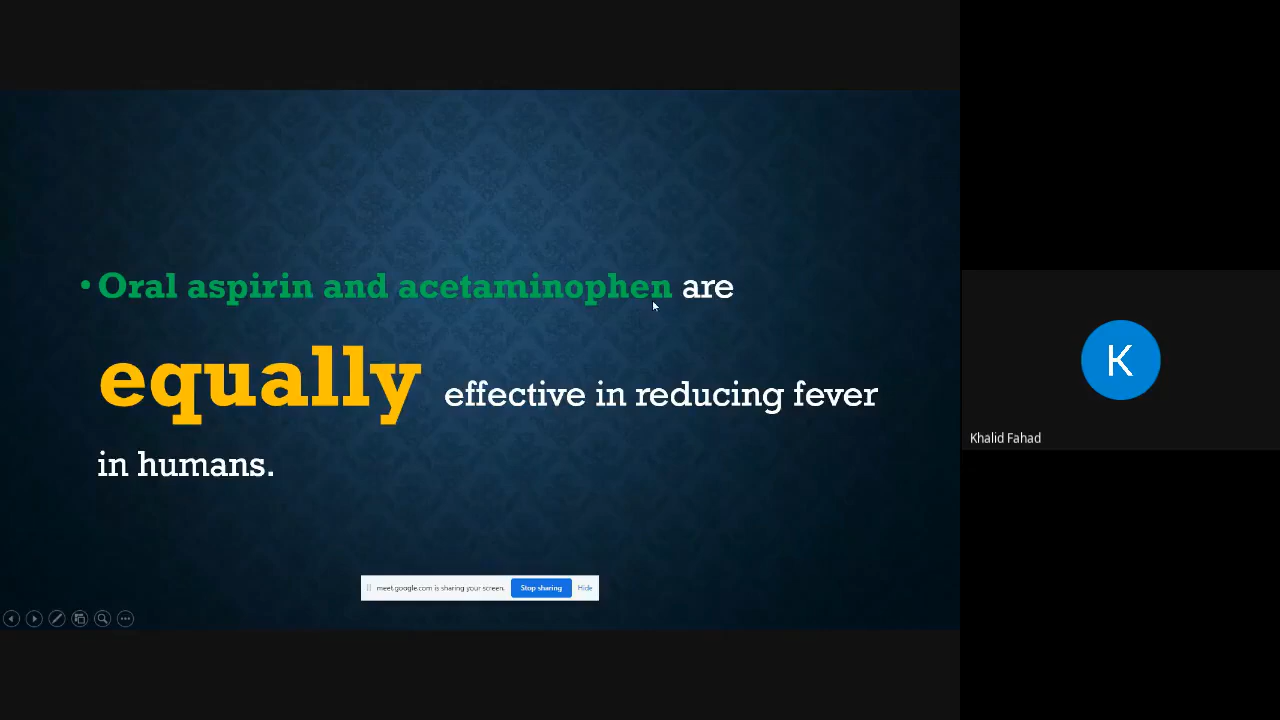 • Oral aspirin and acetaminophen are
equally effective in reducing fever
in humans.
meet.google.com is sharing your screen. Stop sharing Hide
K
Khalid Fahad